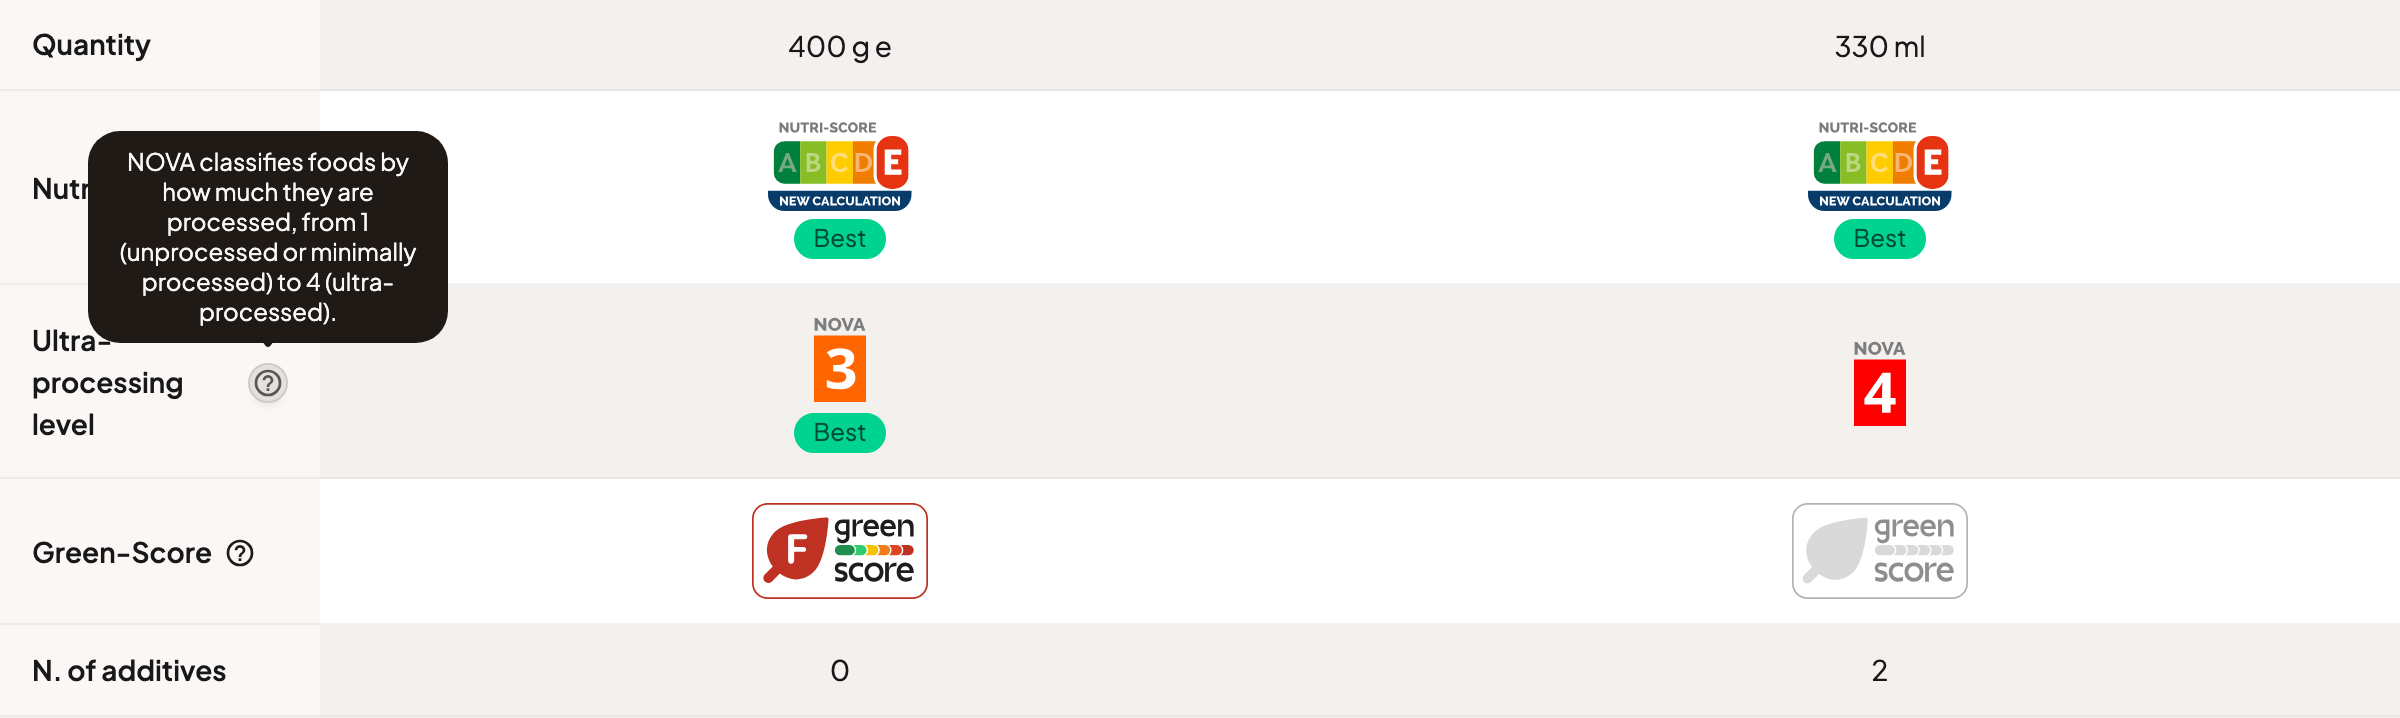 Quantity
400 g e
330 ml
NUTRI-SCORE
A B C D E
NEW CALCULATION
Best
NUTRI-SCORE
A B C D E
NEW CALCULATION
Best
NOVA classifies foods by
how much they are
processed, from 1
(unprocessed or minimally
processed) to 4 (ultra-
processed).
Ultra-
processing
level
NOVA
3
Best
NOVA
4
Green-Score
F
green
score
green
score
N. of additives
0
2